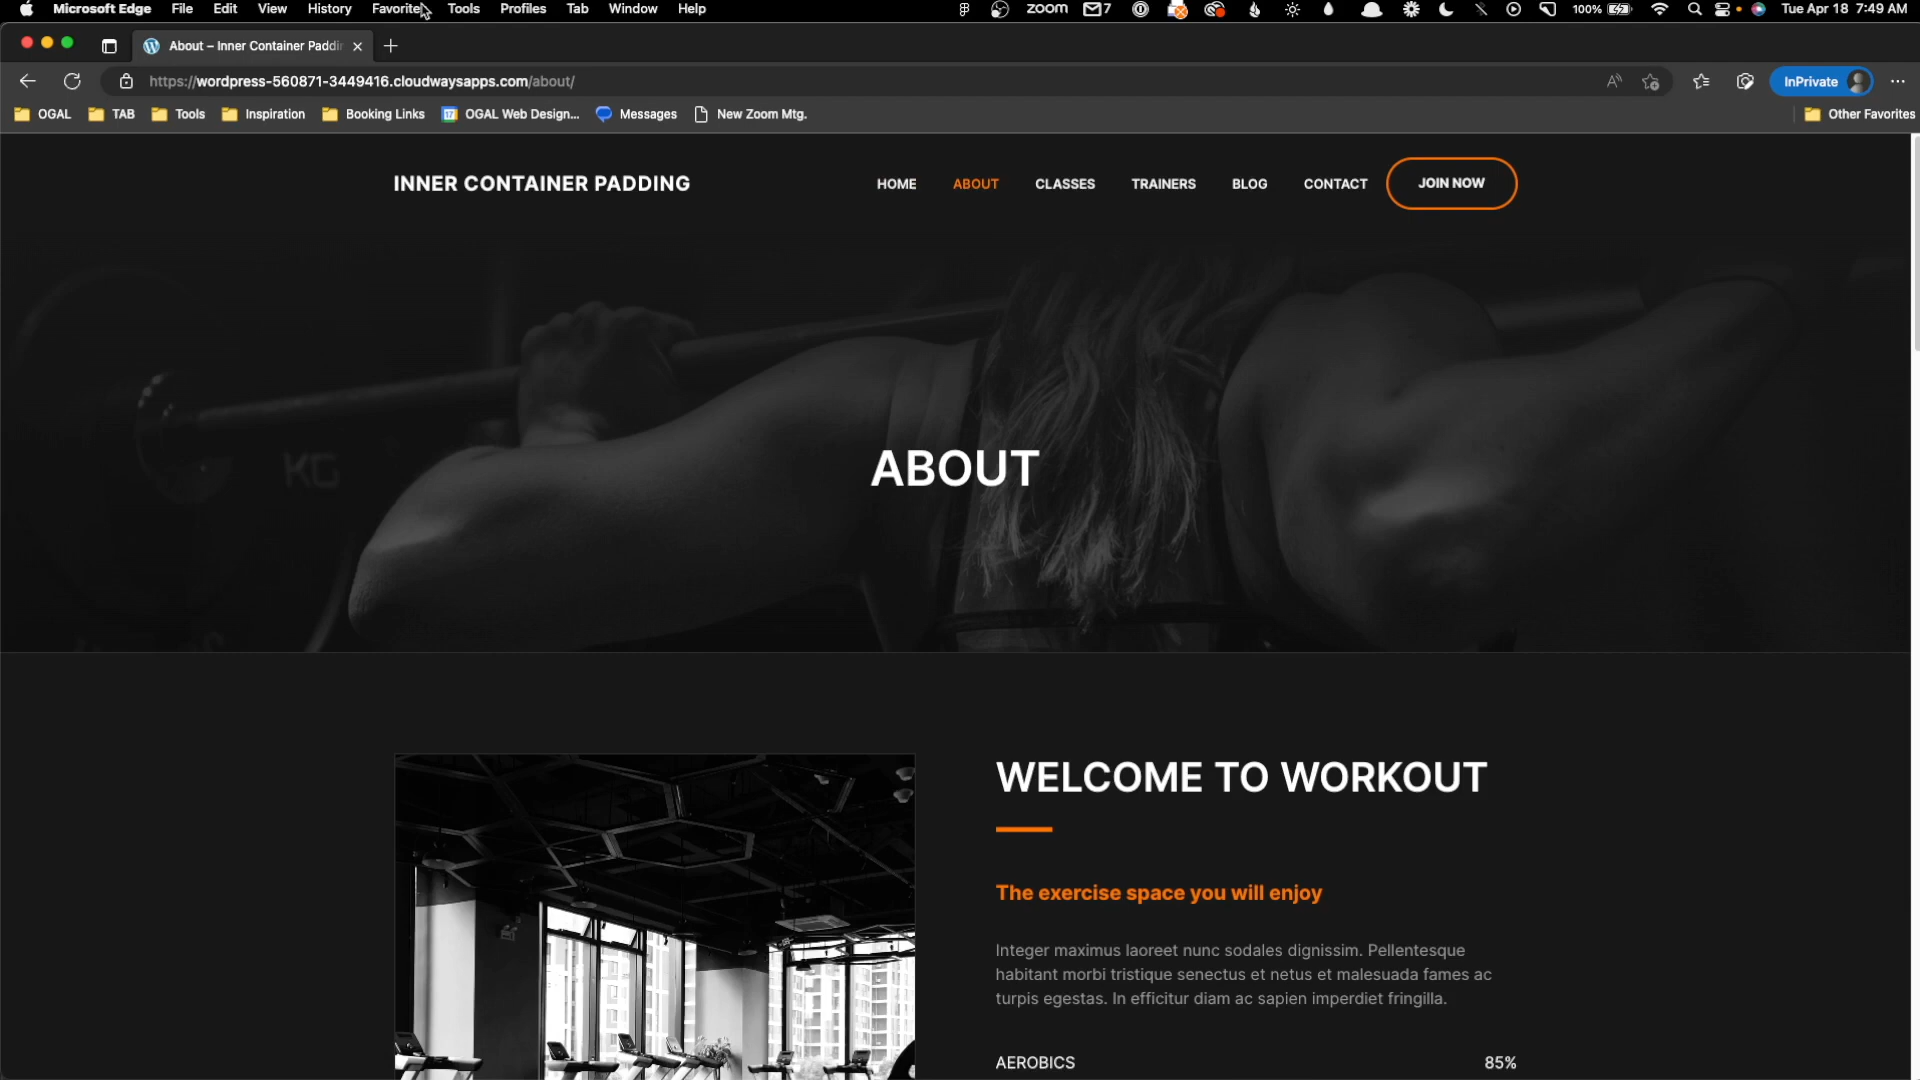 Microsoft Edge File Edit View History Favorites Tools Profiles Tab Window Help zoom 7 100% Tue Apr 18 7:49 AM
About – Inner Container Paddin
https://wordpress-560871-3449416.cloudwaysapps.com/about/ InPrivate
OGAL TAB Tools Inspiration Booking Links 17 OGAL Web Design... Messages New Zoom Mtg. Other Favorites
INNER CONTAINER PADDING HOME ABOUT CLASSES TRAINERS BLOG CONTACT JOIN NOW
KG
ABOUT
WELCOME TO WORKOUT
The exercise space you will enjoy
Integer maximus laoreet nunc sodales dignissim. Pellentesque
habitant morbi tristique senectus et netus et malesuada fames ac
turpis egestas. In efficitur diam ac sapien imperdiet fringilla.
AEROBICS 85%